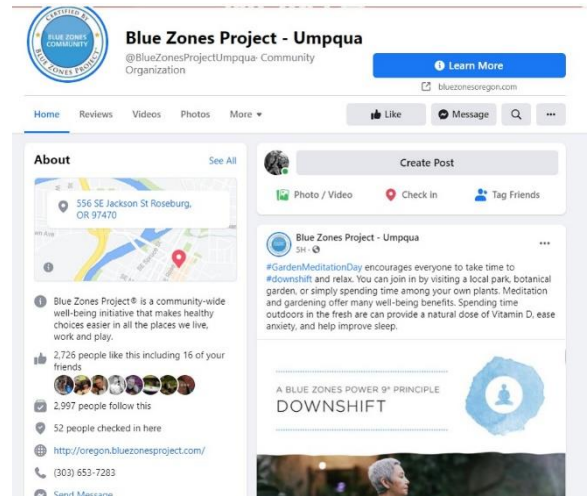 CERTIFIED BY
BLUE ZONES
COMMUNITY
BLUE ZONES PROJECT
Blue Zones Project - Umpqua
@BlueZonesProjectUmpqua· Community
Organization
Learn More
bluezonesoregon.com
Home Reviews Videos Photos More
Like Message
About See All
556 SE Jackson St Roseburg,
OR 97470
Blue Zones Project® is a community-wide
well-being initiative that makes healthy
choices easier in all the places we live,
work and play.
2,726 people like this including 16 of your
friends
2,997 people follow this
52 people checked in here
http://oregon.bluezonesproject.com/
(303) 653-7283
Send Message
Create Post
Photo / Video Check in Tag Friends
Blue Zones Project - Umpqua
5H ·
#GardenMeditationDay encourages everyone to take time to
#downshift and relax. You can join in by visiting a local park, botanical
garden, or simply spending time among your own plants. Meditation
and gardening offer many well-being benefits. Spending time
outdoors in the fresh are can provide a natural dose of Vitamin D, ease
anxiety, and help improve sleep.
A BLUE ZONES POWER 9® PRINCIPLE
DOWNSHIFT